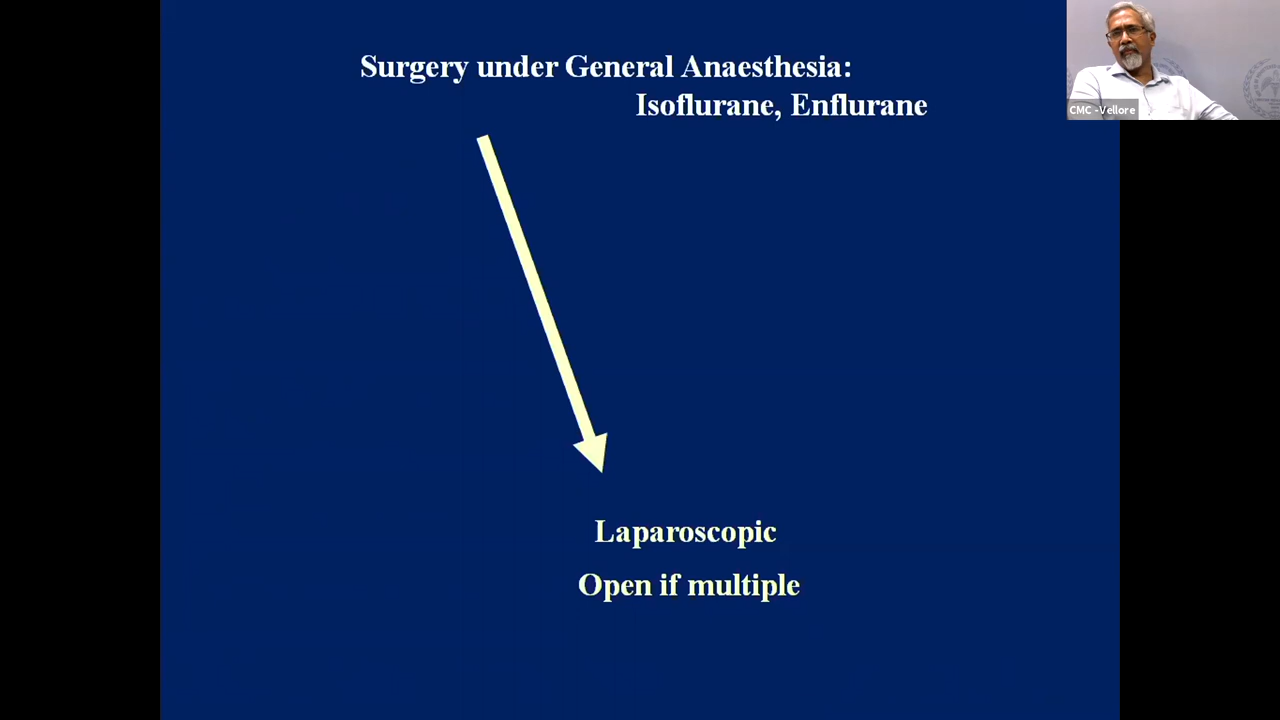 Surgery under General Anaesthesia:
Isoflurane, Enflurane
CMC -Vellore
Laparoscopic
Open if multiple